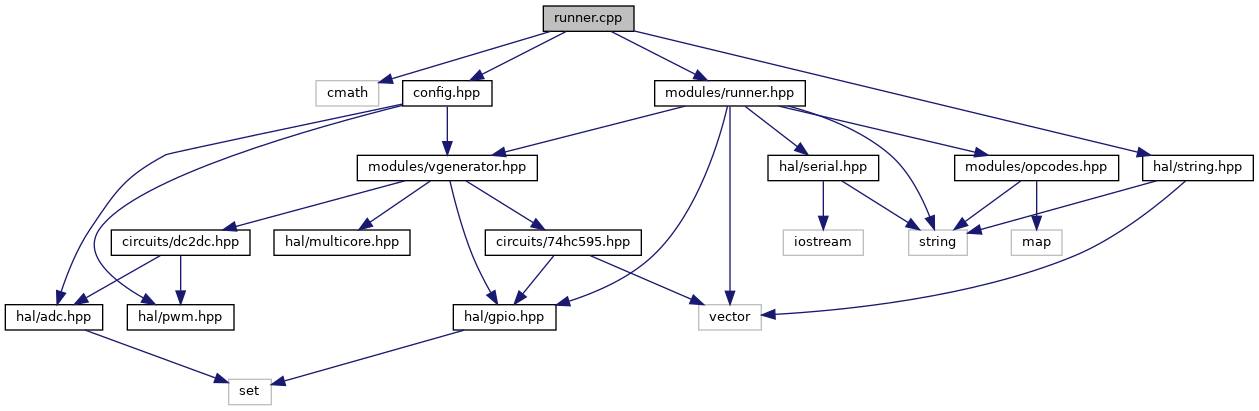 runner.cpp
cmath
config.hpp
modules/runner.hpp
modules/vgenerator.hpp
hal/serial.hpp
modules/opcodes.hpp
hal/string.hpp
circuits/dc2dc.hpp
hal/multicore.hpp
circuits/74hc595.hpp
iostream
string
map
hal/adc.hpp
hal/pwm.hpp
hal/gpio.hpp
vector
set